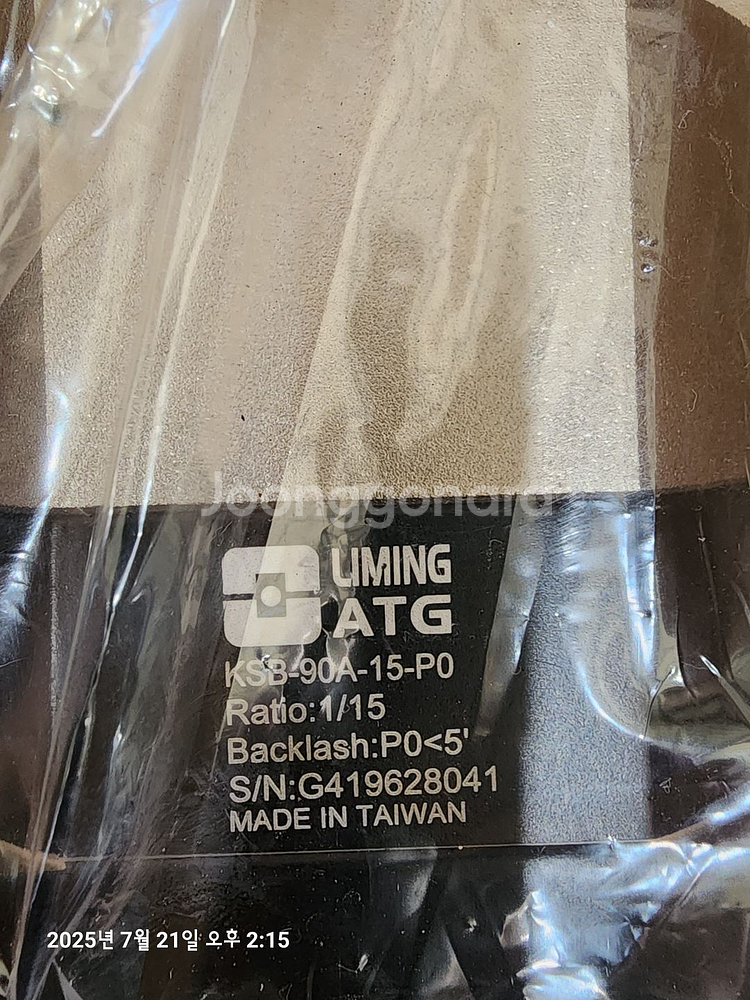 Joonggonara
LIMING
ATG
KSB-90A-15-P0
Ratio:1/15
Backlash:P0<5'
S/N:G419628041
MADE IN TAIWAN
2025년 7월 21일 오후 2:15